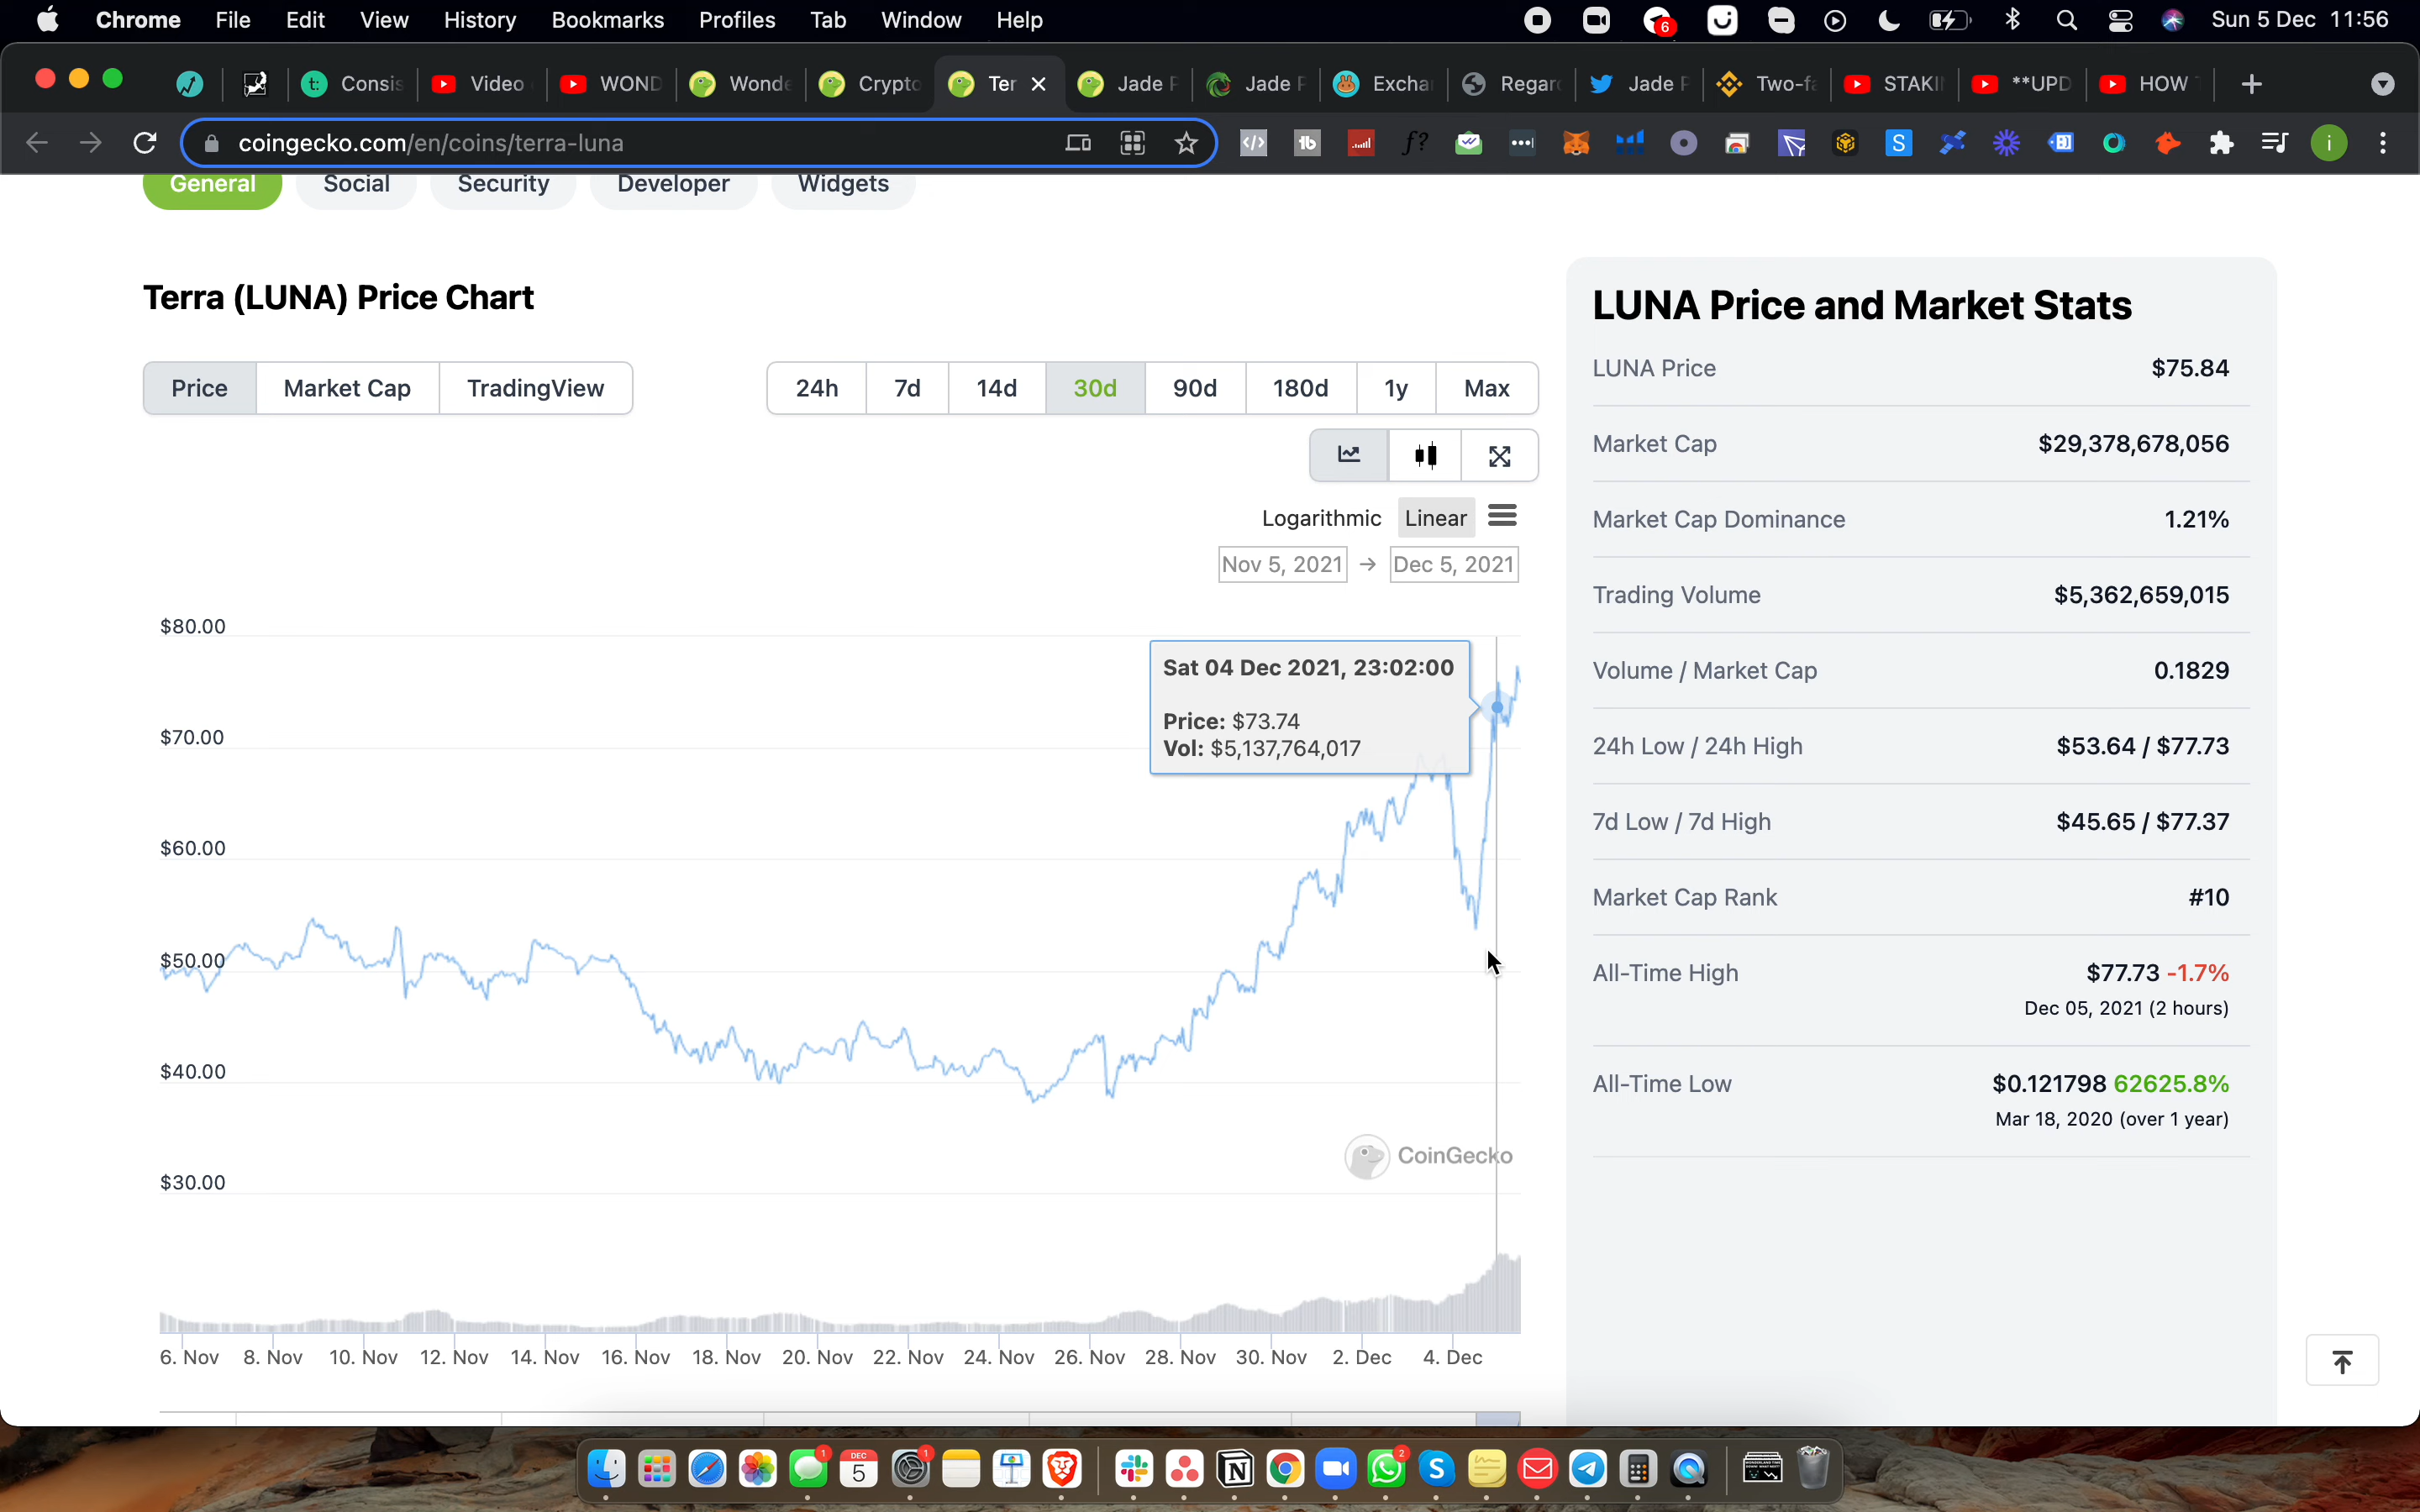 Chrome File Edit View History Bookmarks Profiles Tab Window Help
6
Sun 5 Dec 11:56
Consis Video WOND Wonde Crypto Ter Jade P Jade P Exchar Regar Jade P Two-fa STAKI **UPD HOW
coingecko.com/en/coins/terra-luna
General Social Security Developer Widgets
Terra (LUNA) Price Chart
Price Market Cap TradingView
24h 7d 14d 30d 90d 180d 1y Max
Logarithmic Linear
Nov 5, 2021 → Dec 5, 2021
$80.00
$70.00
$60.00
$50.00
$40.00
$30.00
Sat 04 Dec 2021, 23:02:00
Price: $73.74
Vol: $5,137,764,017
CoinGecko
6. Nov 8. Nov 10. Nov 12. Nov 14. Nov 16. Nov 18. Nov 20. Nov 22. Nov 24. Nov 26. Nov 28. Nov 30. Nov 2. Dec 4. Dec
LUNA Price and Market Stats
LUNA Price $75.84
Market Cap $29,378,678,056
Market Cap Dominance 1.21%
Trading Volume $5,362,659,015
Volume / Market Cap 0.1829
24h Low / 24h High $53.64 / $77.73
7d Low / 7d High $45.65 / $77.37
Market Cap Rank #10
All-Time High $77.73 -1.7%
Dec 05, 2021 (2 hours)
All-Time Low $0.121798 62625.8%
Mar 18, 2020 (over 1 year)
1
DEC
5
1
2